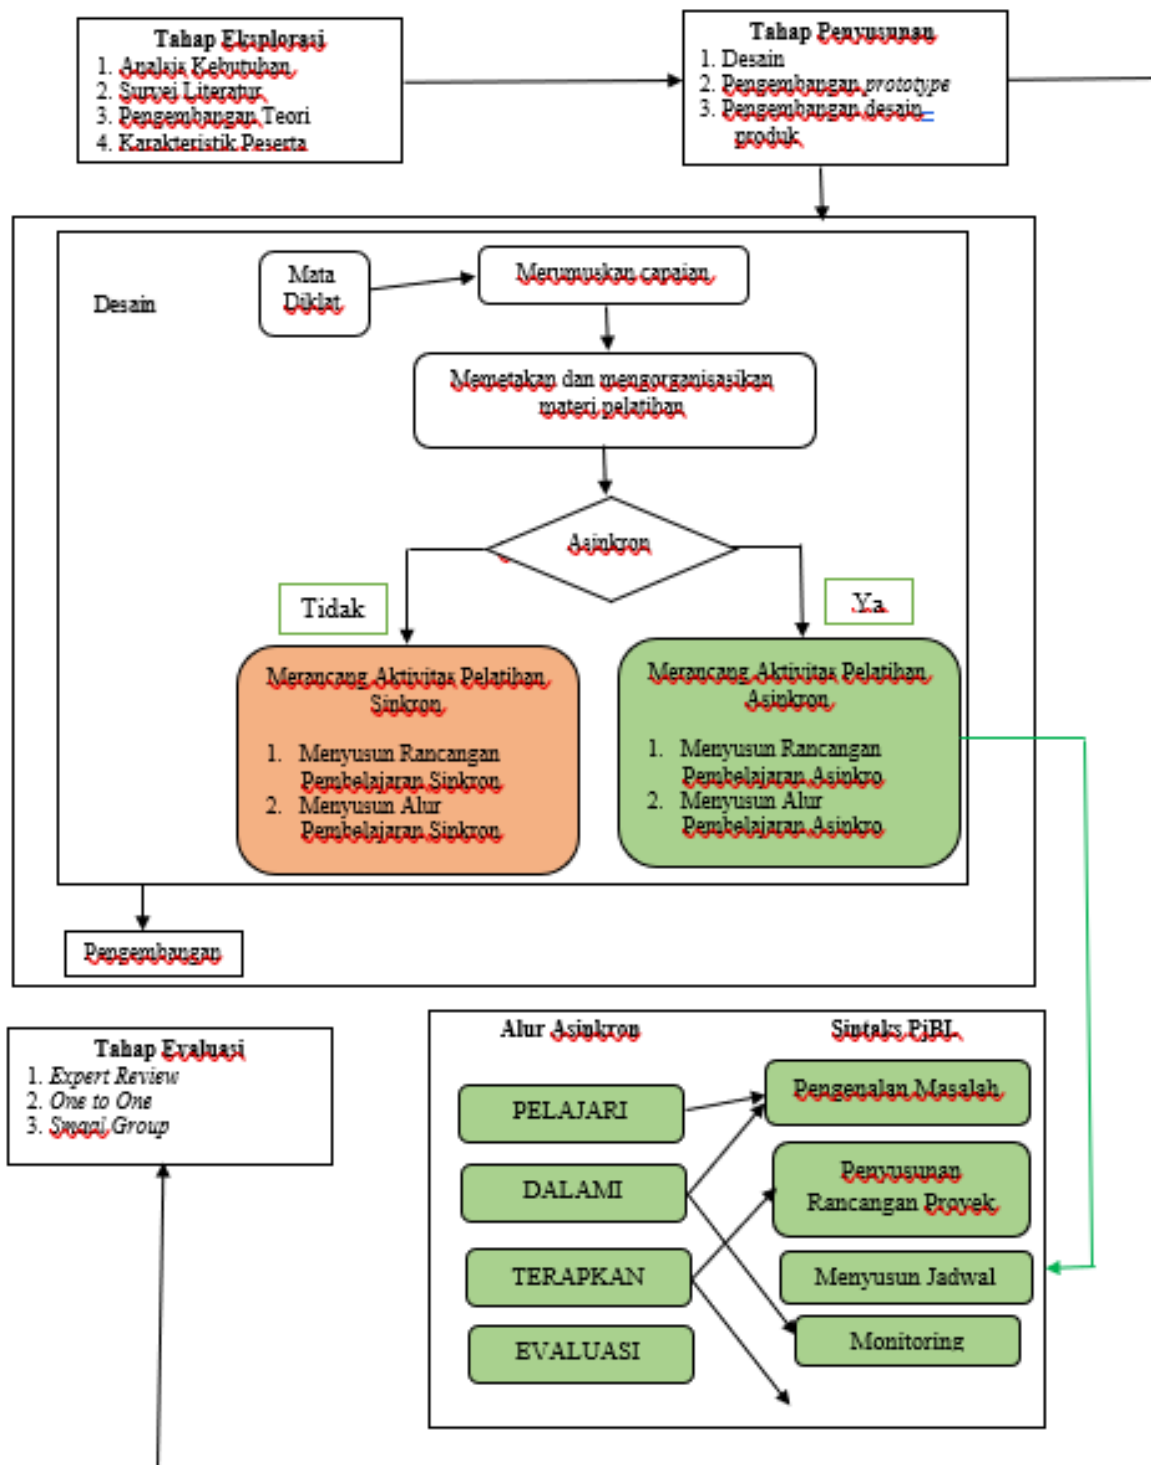 Tahap Eksplorasi
1. Analsis Kebutuhan
2. Survei Literatur
3. Pengembangan Teori
4. Karakteristik Peserta
Tahap Penyusunan
1. Desain
2. Pengembangan prototype
3. Pengembangan desain
produk
Desain
Mata
Diklat
Merumuskan capaian
Memetakan dan mengorganisasikan
materi pelatihan
Asinkron
Tidak
Ya
Merancang Aktivitas Pelatihan
Sinkron
1. Menyusun Rancangan
Pembelajaran Sinkron
2. Menyusun Alur
Pembelajaran Sinkron
Merancang Aktivitas Pelatihan
Asinkron
1. Menyusun Rancangan
Pembelajaran Asinkro
2. Menyusun Alur
Pembelajaran Asinkro
Pengembangan
Tahap Evaluasi
1. Expert Review
2. One to One
3. Smaal Group
Alur Asinkron
PELAJARI
DALAMI
TERAPKAN
EVALUASI
Sintaks PjBL
Pengenalan Masalah
Penyusunan
Rancangan Proyek
Menyusun Jadwal
Monitoring